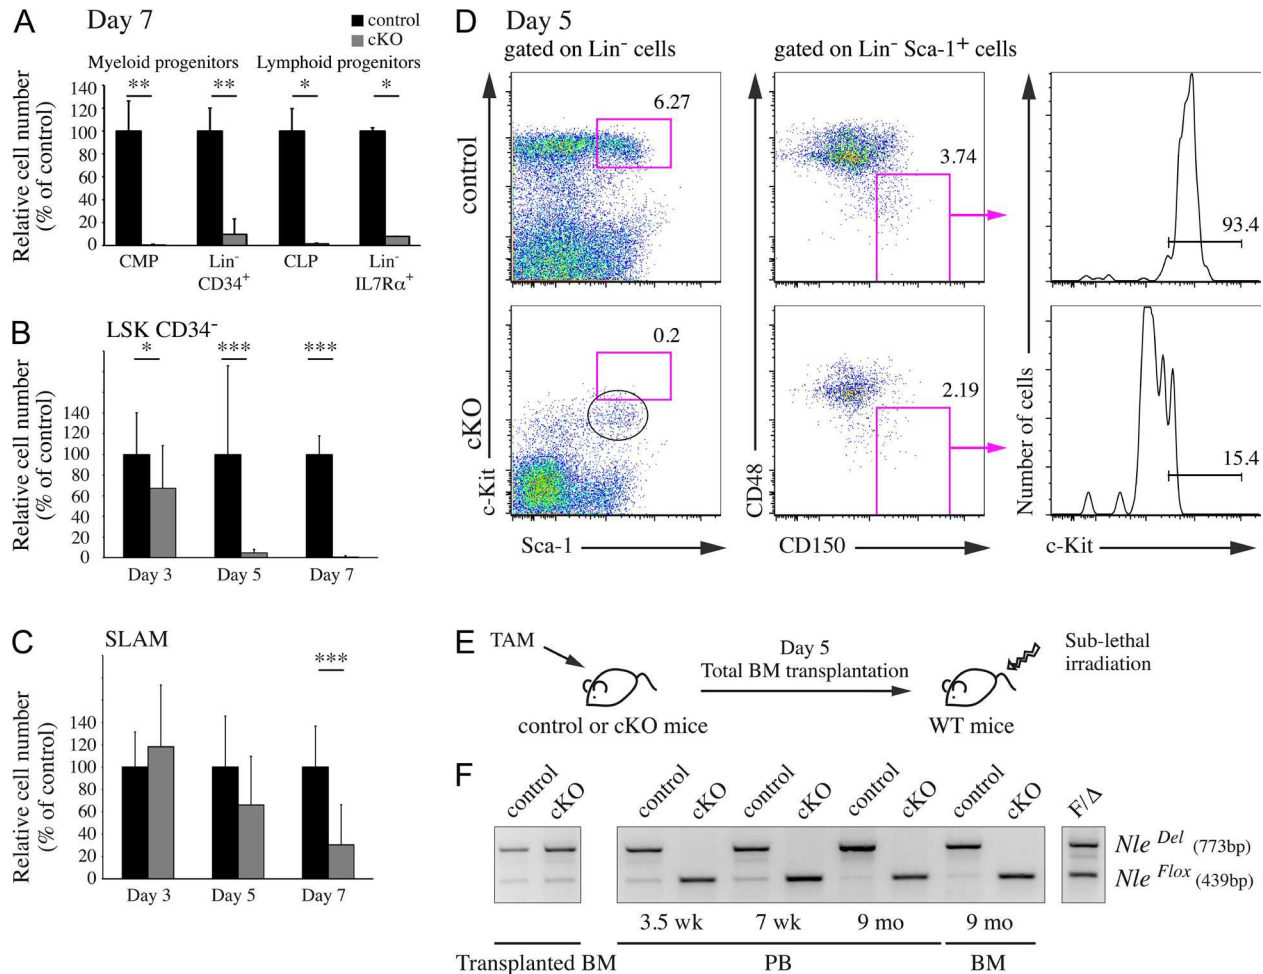 A
Day 7
control
cKO
Myeloid progenitors
Lymphoid progenitors
** ** * *
Relative cell number
(% of control)
140
120
100
80
60
40
20
0
CMP
Lin-
CD34+
CLP
Lin-
IL7Rα+
B
LSK CD34-
* *** ***
Relative cell number
(% of control)
140
120
100
80
60
40
20
0
Day 3
Day 5
Day 7
C
SLAM
***
Relative cell number
(% of control)
140
120
100
80
60
40
20
0
Day 3
Day 5
Day 7
D
Day 5
gated on Lin- cells
gated on Lin- Sca-1+ cells
control
6.27
3.74
93.4
cKO
0.2
2.19
15.4
c-Kit
CD48
Number of cells
Sca-1
CD150
c-Kit
E
TAM
Day 5
Total BM transplantation
Sub-lethal
irradiation
control or cKO mice
WT mice
F
control
cKO
control
cKO
control
cKO
control
cKO
control
cKO
F/Δ
Nle Del (773bp)
Nle Flox (439bp)
3.5 wk
7 wk
9 mo
9 mo
Transplanted BM
PB
BM